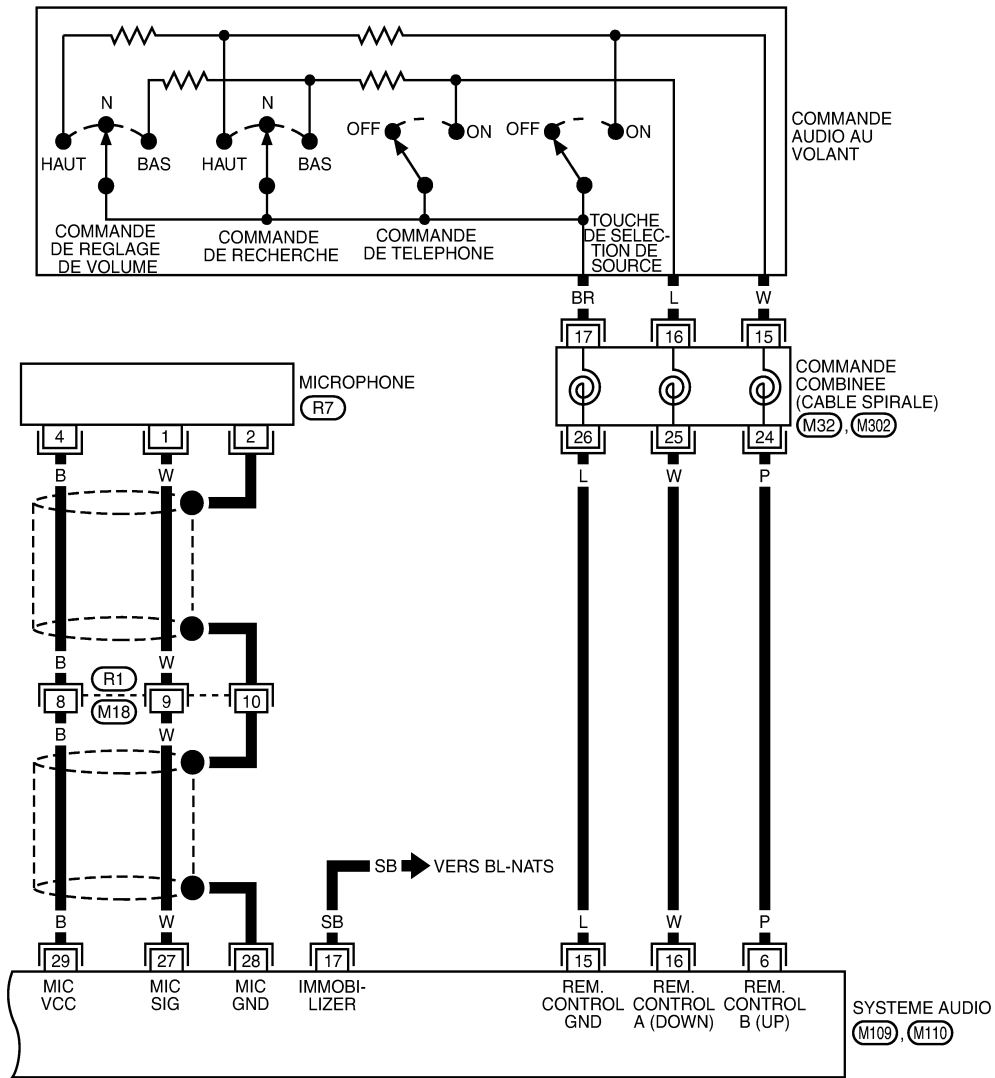 N
N
OFF
ON
OFF
ON
HAUT
BAS
HAUT
BAS
COMMANDE
DE REGLAGE
DE VOLUME
COMMANDE
DE RECHERCHE
COMMANDE
DE TELEPHONE
TOUCHE
DE SELEC-
TION DE
SOURCE
COMMANDE
AUDIO AU
VOLANT
BR
L
W
17
16
15
COMMANDE
COMBINEE
(CABLE SPIRALE)
M32 , M302
26
25
24
L
W
P
MICROPHONE
R7
4
1
2
B
W
B
W
R1
8
9
10
M18
B
W
SB
VERS BL-NATS
B
W
SB
L
W
P
29
27
28
17
15
16
6
MIC
VCC
MIC
SIG
MIC
GND
IMMOBI-
LIZER
REM.
CONTROL
GND
REM.
CONTROL
A (DOWN)
REM.
CONTROL
B (UP)
SYSTEME AUDIO
M109 , M110